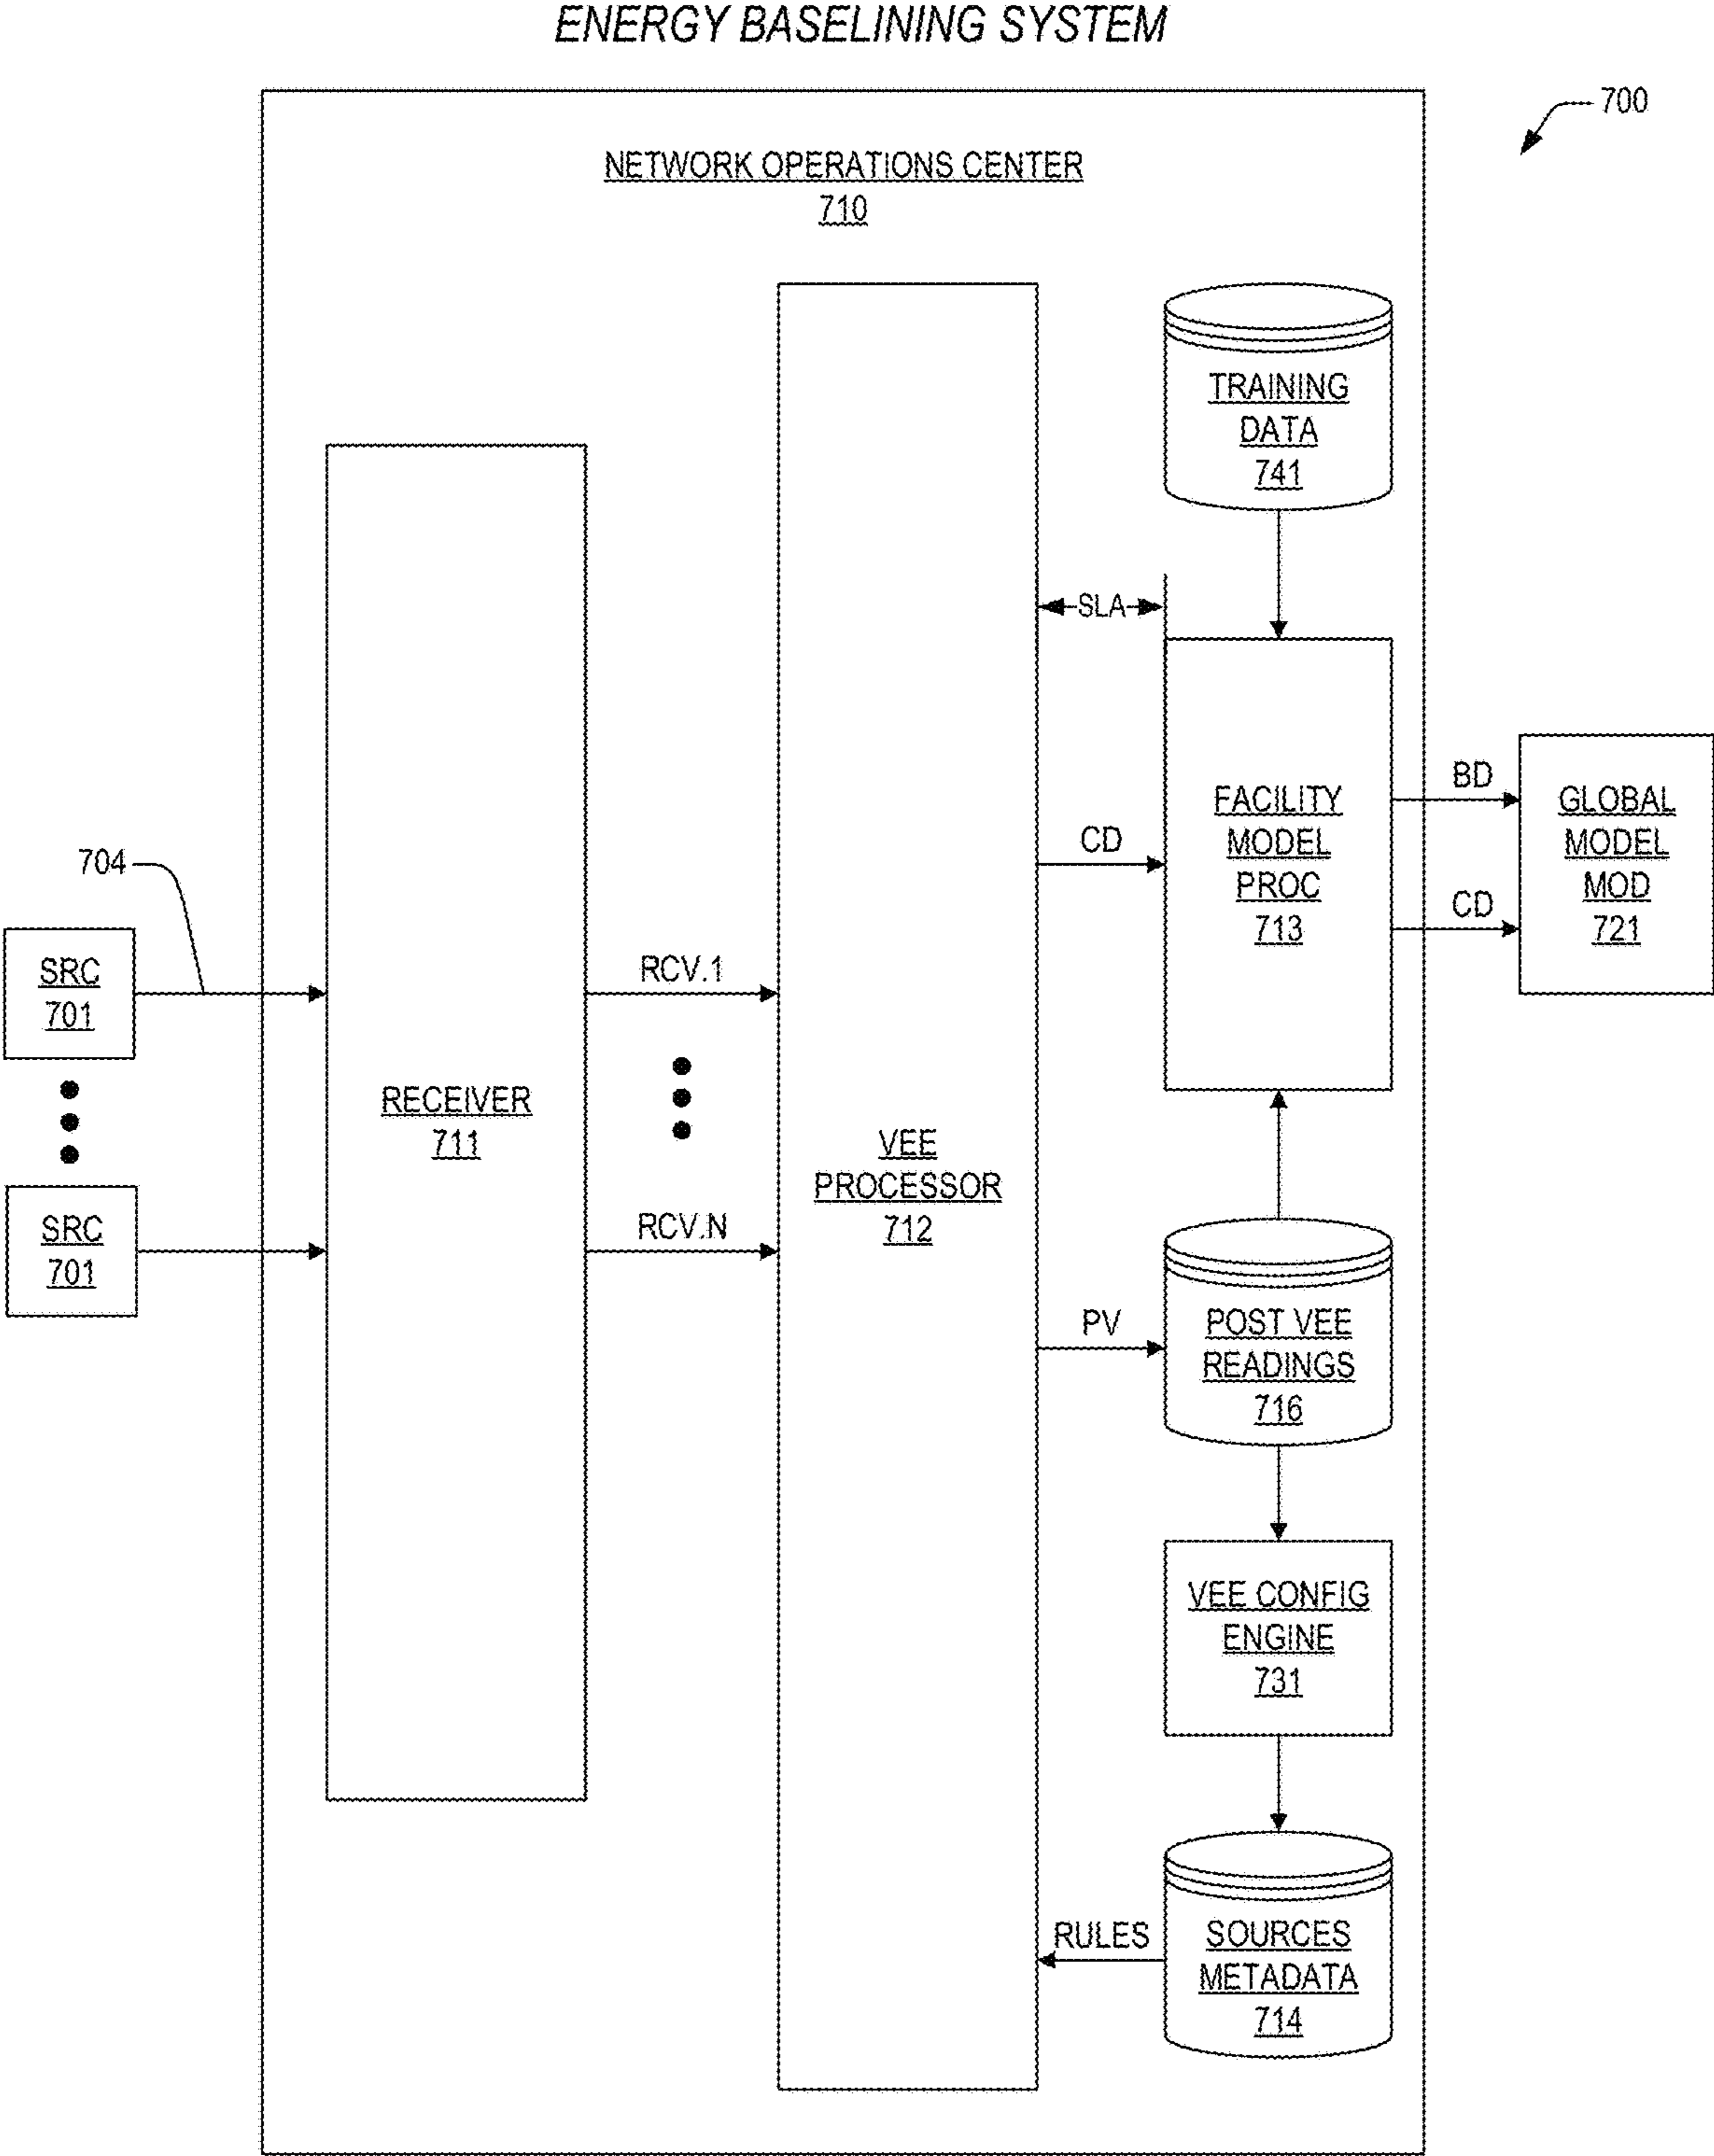 ENERGY BASELINING SYSTEM
700
NETWORK OPERATIONS CENTER
710
TRAINING
DATA
741
SLA
FACILITY
MODEL
PROC
713
BD
CD
GLOBAL
MODEL
MOD
721
CD
704
SRC
701
SRC
701
RECEIVER
711
RCV.1
RCV.N
VEE
PROCESSOR
712
PV
POST VEE
READINGS
716
VEE CONFIG
ENGINE
731
RULES
SOURCES
METADATA
714